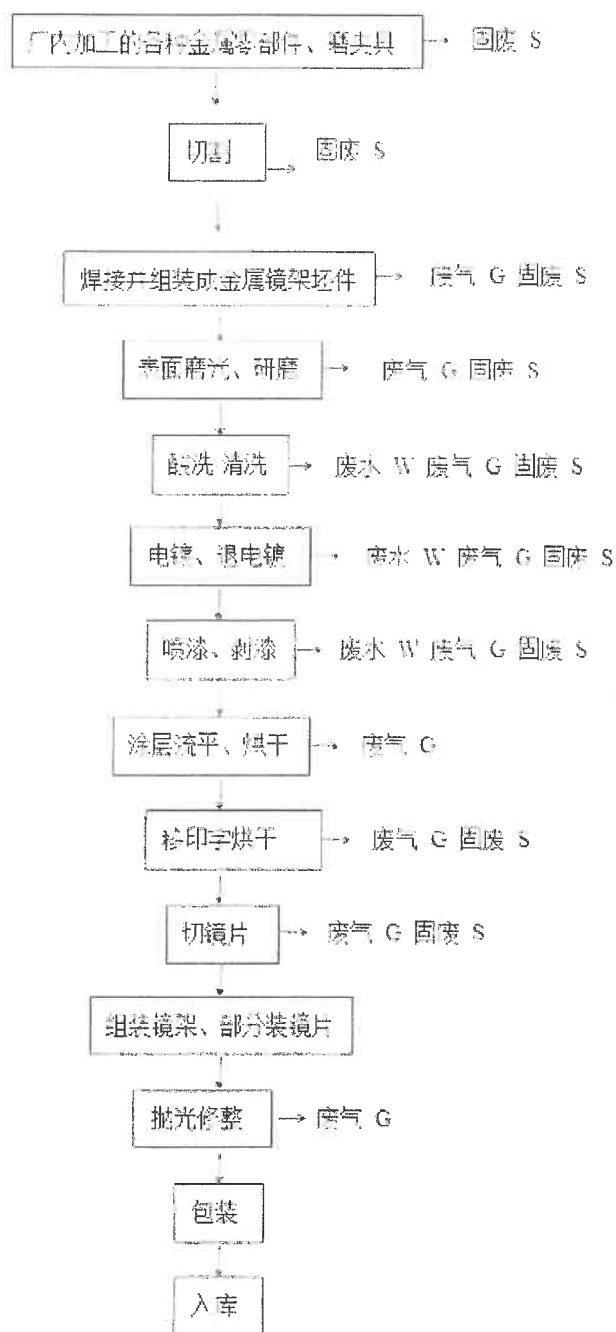 厂内加工的各种金属零部件、磨夹具 固废 S
切割 固废 S
焊接并组装成金属镜架坯件 废气 G 固废 S
表面磨光、研磨 废气 G 固废 S
酸洗 清洗 废水 W 废气 G 固废 S
电镀、退电镀 废水 W 废气 G 固废 S
喷漆、剥漆 废水 W 废气 G 固废 S
涂层流平、烘干 废气 G
移印字烘干 废气 G 固废 S
切镜片 废气 G 固废 S
组装镜架、部分装镜片
抛光修整 废气 G
包装
入库